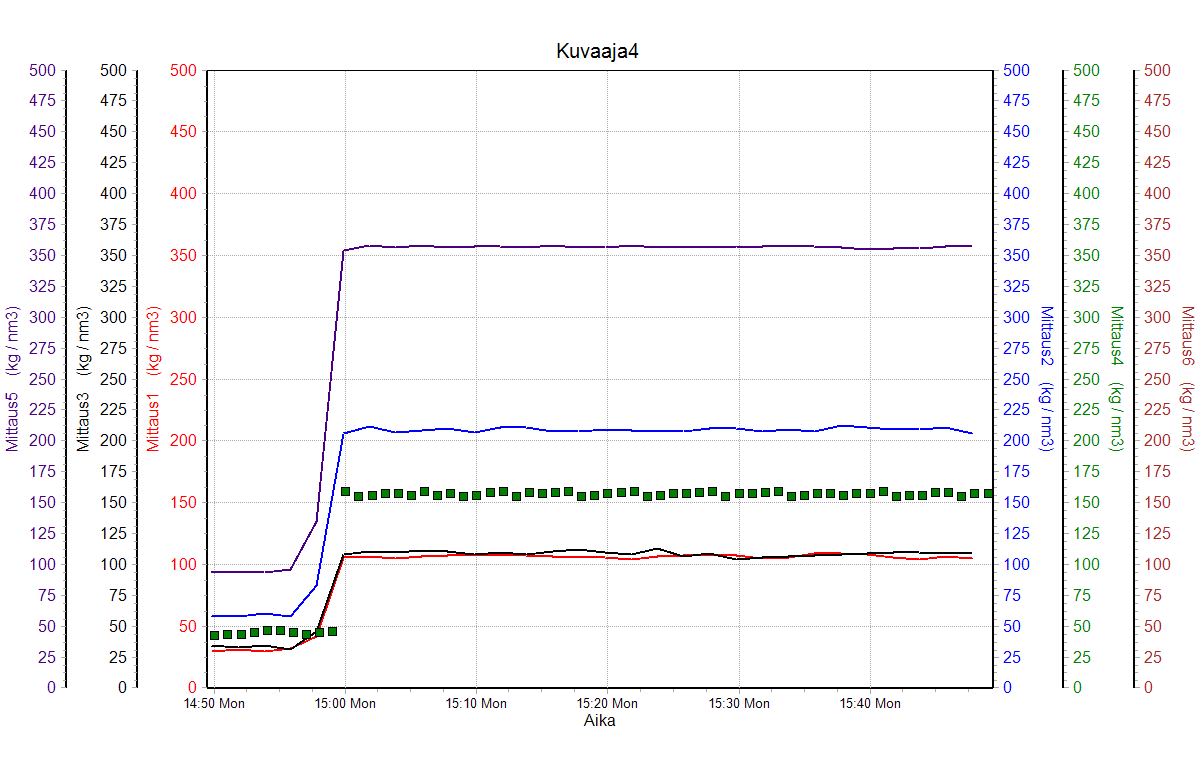 Kuvaaja4
500 500 500 500 500 500
475 475 475 475 475
450 450 450 450 450 450
425 425 425 425 425
400 400 400 400 400 400
375 375 375 375 375
350 350 350 350 350 350
325 325 325 325 325
300 300 300 300 300 300
275 275 275 275 275
250 250 250 250 250 250
225 225 225 225 225
200 200 200 200 200 200
175 175 175 175 175
150 150 150 150 150 150
125 125 125 125 125
100 100 100 100 100 100
75 75 75 75 75
50 50 50 50 50 50
25 25 25 25 25
0 0 0 0 0 0
Mittaus5 (kg / nm3)
Mittaus3 (kg / nm3)
Mittaus1 (kg / nm3)
Mittaus2 (kg / nm3)
Mittaus4 (kg / nm3)
Mittaus6 (kg / nm3)
14:50 Mon 15:00 Mon 15:10 Mon 15:20 Mon 15:30 Mon 15:40 Mon
Aika